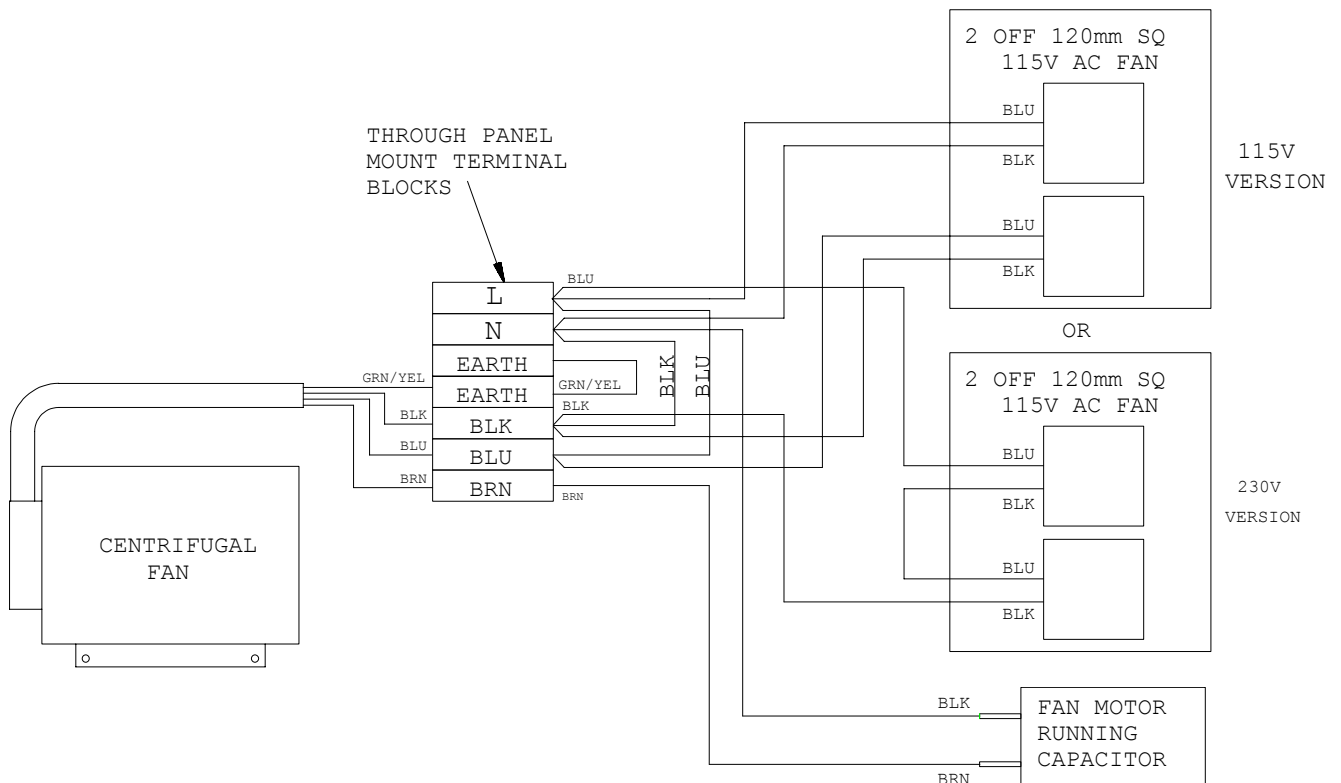 2 OFF 120mm SQ
115V AC FAN
BLU
BLK
BLU
BLK
115V
VERSION
THROUGH PANEL
MOUNT TERMINAL
BLOCKS
OR
L
N
EARTH
EARTH
BLK
BLU
BRN
BLU
GRN/YEL
BLK
BRN
BLK
BLU
GRN/YEL
BLK
BLU
BRN
2 OFF 120mm SQ
115V AC FAN
BLU
BLK
BLU
BLK
230V
VERSION
CENTRIFUGAL
FAN
BLK
BRN
FAN MOTOR
RUNNING
CAPACITOR